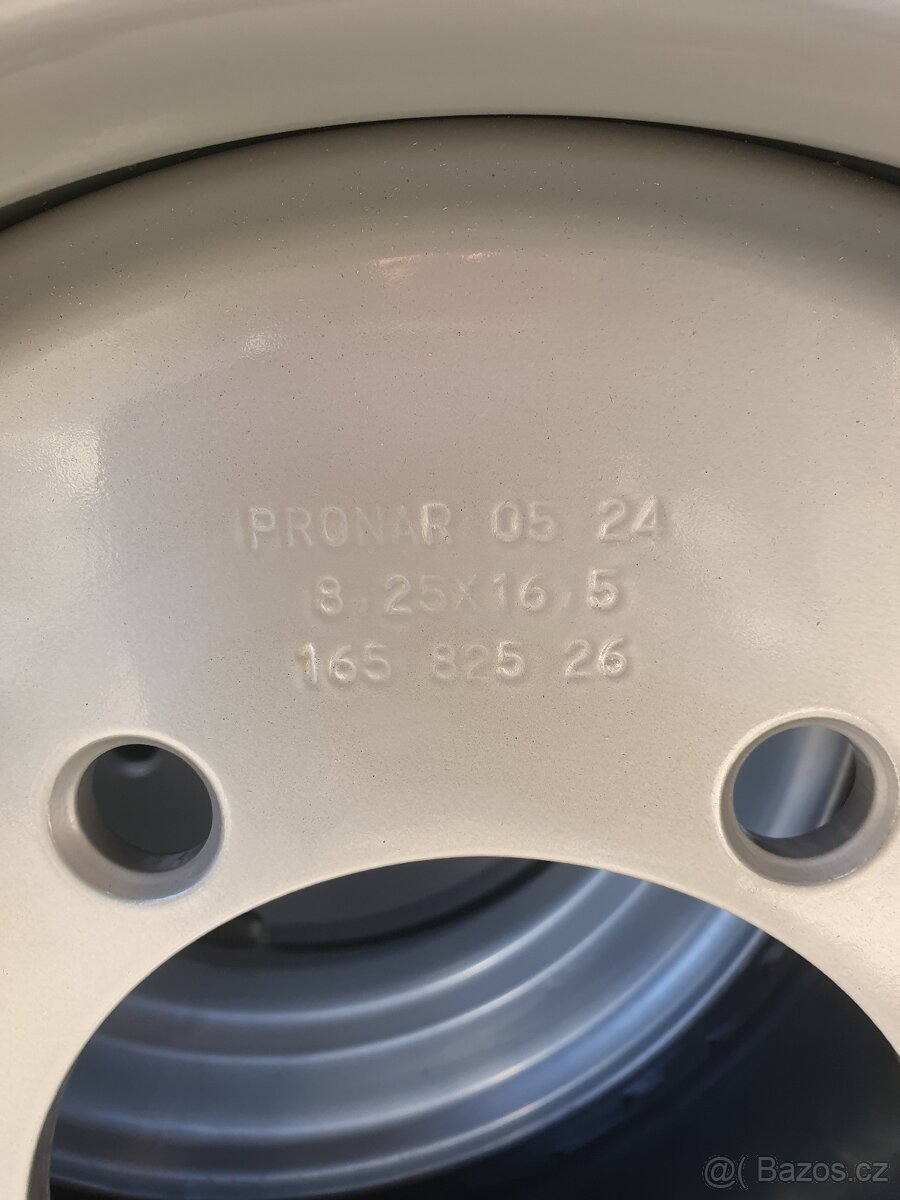 PRONAR 05 24
8,25X16,5
165 825 26
@( Bazos.cz